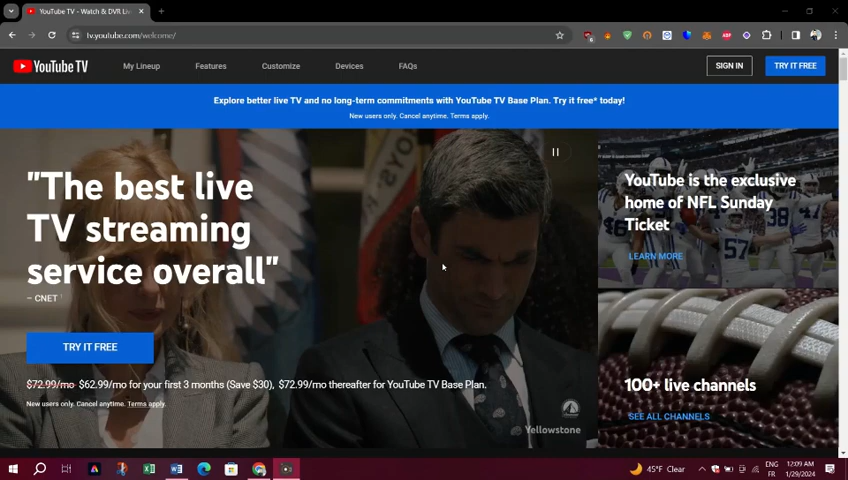 YouTube TV - Watch & DVR Liv
tv.youtube.com/welcome/
YouTube TV
My Lineup
Features
Customize
Devices
FAQs
SIGN IN
TRY IT FREE
Explore better live TV and no long-term commitments with YouTube TV Base Plan. Try it free* today!
New users only. Cancel anytime. Terms apply.
"The best live
TV streaming
service overall"
– CNET
TRY IT FREE
$72.99/mo $62.99/mo for your first 3 months (Save $30), $72.99/mo thereafter for YouTube TV Base Plan.
New users only. Cancel anytime. Terms apply.
Yellowstone
YouTube is the exclusive
home of NFL Sunday
Ticket
LEARN MORE
100+ live channels
SEE ALL CHANNELS
45°F Clear
ENG
FR
12:09 AM
1/29/2024